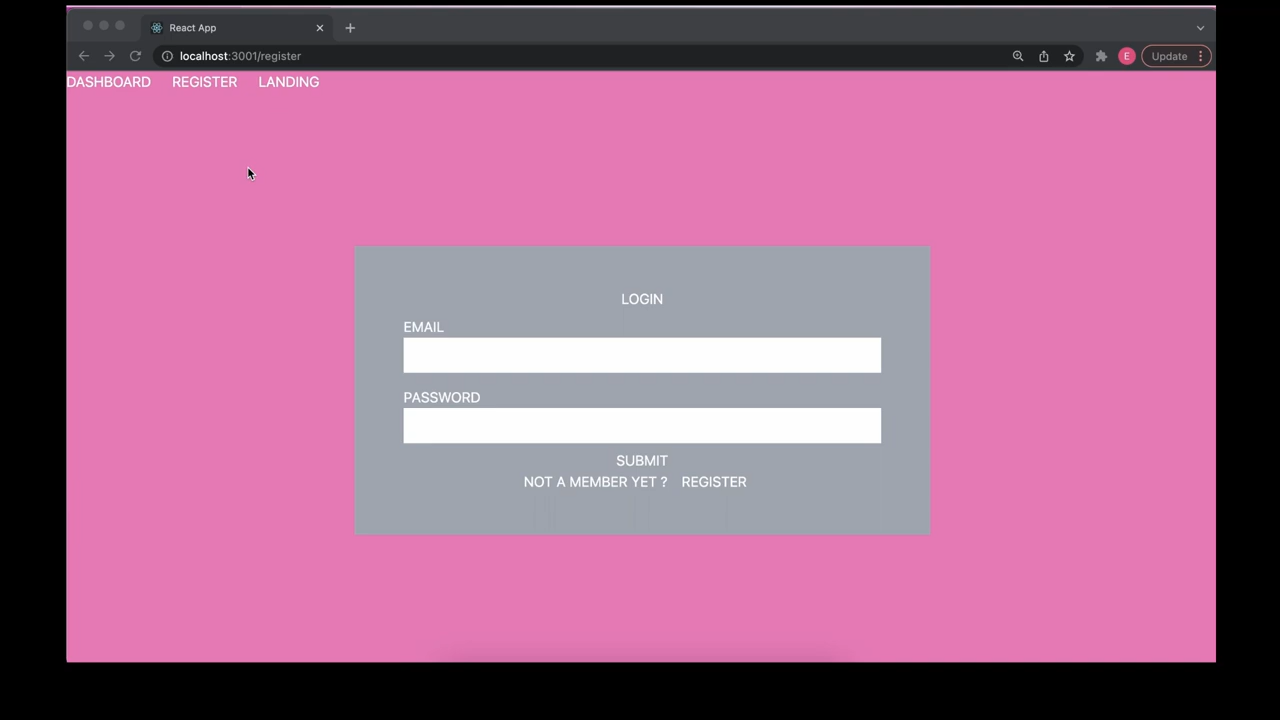 React App
localhost:3001/register
E
Update
DASHBOARD REGISTER LANDING
LOGIN
EMAIL
PASSWORD
SUBMIT
NOT A MEMBER YET ? REGISTER